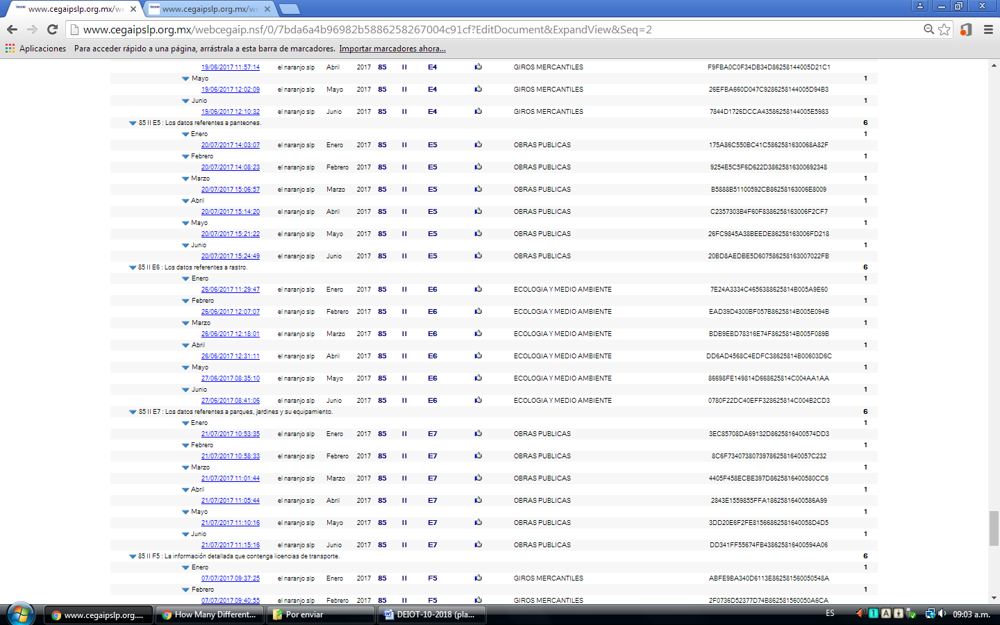 www.cegaipslp.org.mx/we × www.cegaipslp.org.mx/we ×
www.cegaipslp.org.mx/webcegaip.nsf/0/7bda6a4b96982b5886258267004c91cf?EditDocument&ExpandView&Seq=2
Aplicaciones Para acceder rápido a una página, arrástrala a esta barra de marcadores. Importar marcadores ahora...
19/06/2017 11:57:14 el naranjo slp Abril 2017 85 II E4 GIROS MERCANTILES F9FBA0C0F34DB34D86258144005D21C1
Mayo 1
19/06/2017 12:02:09 el naranjo slp Mayo 2017 85 II E4 GIROS MERCANTILES 26EFBA660D047C9286258144005D94B3
Junio 1
19/06/2017 12:10:32 el naranjo slp Junio 2017 85 II E4 GIROS MERCANTILES 7844D1726DCCA43586258144005E5983
85 II E5 : Los datos referentes a panteones. 6
Enero 1
20/07/2017 14:03:07 el naranjo slp Enero 2017 85 II E5 OBRAS PUBLICAS 175A86C550BC41C5862581630068A82F
Febrero 1
20/07/2017 14:08:23 el naranjo slp Febrero 2017 85 II E5 OBRAS PUBLICAS 9254E5C5F6D622D38625816300692348
Marzo 1
20/07/2017 15:06:57 el naranjo slp Marzo 2017 85 II E5 OBRAS PUBLICAS B5888B51100592CB86258163006E8009
Abril 1
20/07/2017 15:14:20 el naranjo slp Abril 2017 85 II E5 OBRAS PUBLICAS C2357303B4F60F8386258163006F2CF7
Mayo 1
20/07/2017 15:21:22 el naranjo slp Mayo 2017 85 II E5 OBRAS PUBLICAS 26FC9845A38BEEDE86258163006FD218
Junio 1
20/07/2017 15:24:49 el naranjo slp Junio 2017 85 II E5 OBRAS PUBLICAS 20BD8AEDBE5D607586258163007022FB
85 II E6 : Los datos referentes a rastro. 6
Enero 1
26/06/2017 11:29:47 el naranjo slp Enero 2017 85 II E6 ECOLOGIA Y MEDIO AMBIENTE 7E24A3334C4656388625814B005A9E60
Febrero 1
26/06/2017 12:07:07 el naranjo slp Febrero 2017 85 II E6 ECOLOGIA Y MEDIO AMBIENTE EAD39D4300BF057B8625814B005E094B
Marzo 1
26/06/2017 12:18:01 el naranjo slp Marzo 2017 85 II E6 ECOLOGIA Y MEDIO AMBIENTE BDB9EBD78316E74F8625814B005F089B
Abril 1
26/06/2017 12:31:11 el naranjo slp Abril 2017 85 II E6 ECOLOGIA Y MEDIO AMBIENTE DD6AD4568C4EDFC38625814B00603D6C
Mayo 1
27/06/2017 08:35:10 el naranjo slp Mayo 2017 85 II E6 ECOLOGIA Y MEDIO AMBIENTE 86698FE149814D668625814C004AA1AA
Junio 1
27/06/2017 08:41:06 el naranjo slp Junio 2017 85 II E6 ECOLOGIA Y MEDIO AMBIENTE 0780F22DC40EFF328625814C004B2CD3
85 II E7 : Los datos referentes a parques, jardines y su equipamiento. 6
Enero 1
21/07/2017 10:53:35 el naranjo slp Enero 2017 85 II E7 OBRAS PUBLICAS 3EC85708DA69132D8625816400574DD3
Febrero 1
21/07/2017 10:58:33 el naranjo slp Febrero 2017 85 II E7 OBRAS PUBLICAS 8C6F734073807397862581640057C232
Marzo 1
21/07/2017 11:01:44 el naranjo slp Marzo 2017 85 II E7 OBRAS PUBLICAS 4405F458ECBE397D8625816400580CC6
Abril 1
21/07/2017 11:05:44 el naranjo slp Abril 2017 85 II E7 OBRAS PUBLICAS 2843E1559855FFA18625816400586A99
Mayo 1
21/07/2017 11:10:16 el naranjo slp Mayo 2017 85 II E7 OBRAS PUBLICAS 3DD20E6F2FE81566862581640058D4D5
Junio 1
21/07/2017 11:15:16 el naranjo slp Junio 2017 85 II E7 OBRAS PUBLICAS DD341FF55674FB438625816400594A06
85 II F5 : La información detallada que contenga licencias de transporte. 6
Enero 1
07/07/2017 09:37:25 el naranjo slp Enero 2017 85 II F5 GIROS MERCANTILES ABFE9BA340D6113E862581560050548A
Febrero 1
07/07/2017 09:40:55 el naranjo slp Febrero 2017 85 II F5 GIROS MERCANTILES 2F0736D52377D74B862581560050A6CA
www.cegaipslp.org.... How Many Different... Por enviar DEIOT-10-2018 (pla... ES 1 A 09:03 a.m.